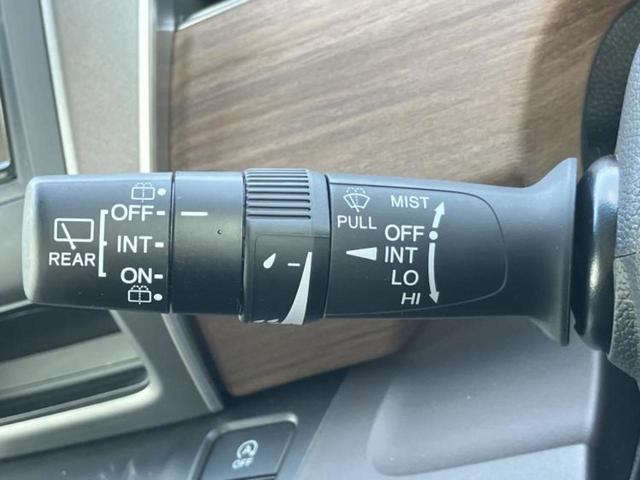 OFF
INT
ON
REAR
PULL
MIST
OFF
INT
LO
HI
OFF